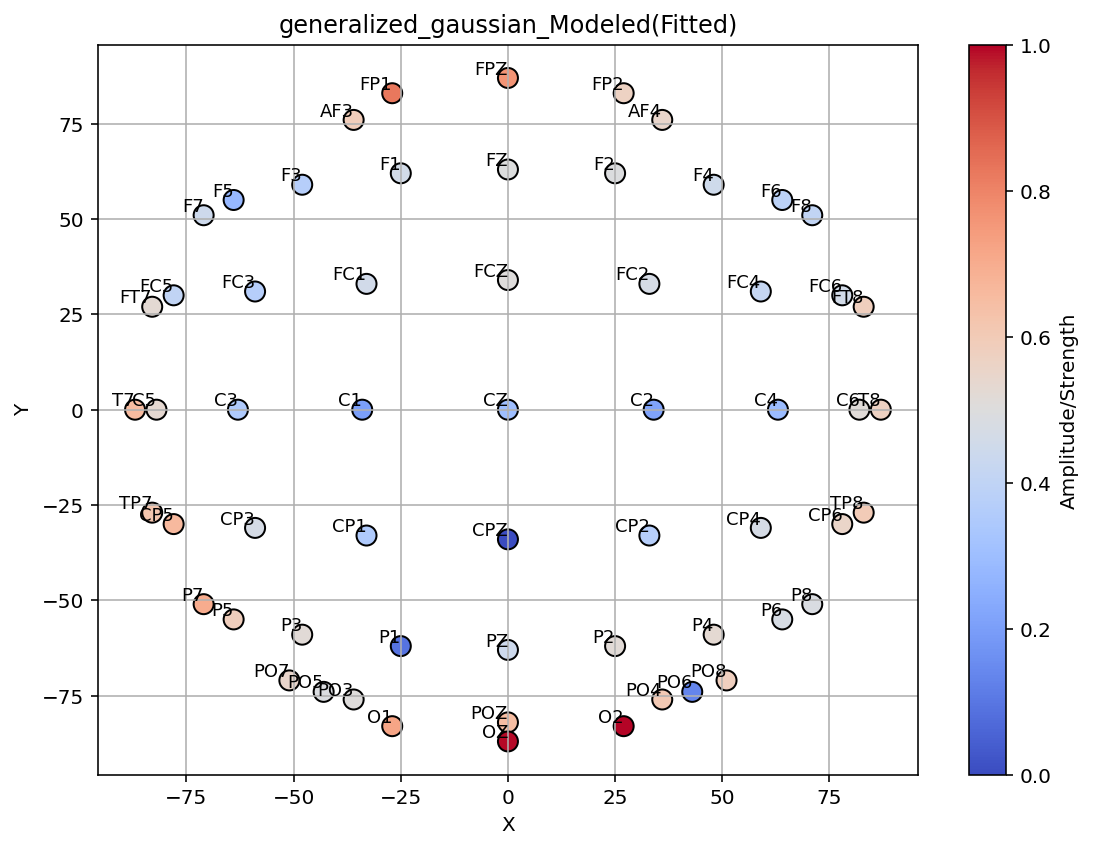 generalized_gaussian_Modeled(Fitted)
FPZ
FP1 FP2
AF3 AF4
F1 FZ F2
F3 F4
F5 F6
F7 F8
FCZ
FC1 FC2
FC3 FC4
FC5 FC6
FT7 FT8
T7 C5 C3 C1 CZ C2 C4 C6 T8
TP7 TP8
CP5 CP3 CP1 CPZ CP2 CP4 CP6
P7 P8
P5 P6
P3 P4
P1 PZ P2
PO7 PO8
PO5 PO3 PO4 PO6
O1 POZ O2
OZ
75
50
25
0
−25
−50
−75
Y
−75 −50 −25 0 25 50 75
X
1.0
0.8
0.6
0.4
0.2
0.0
Amplitude/Strength